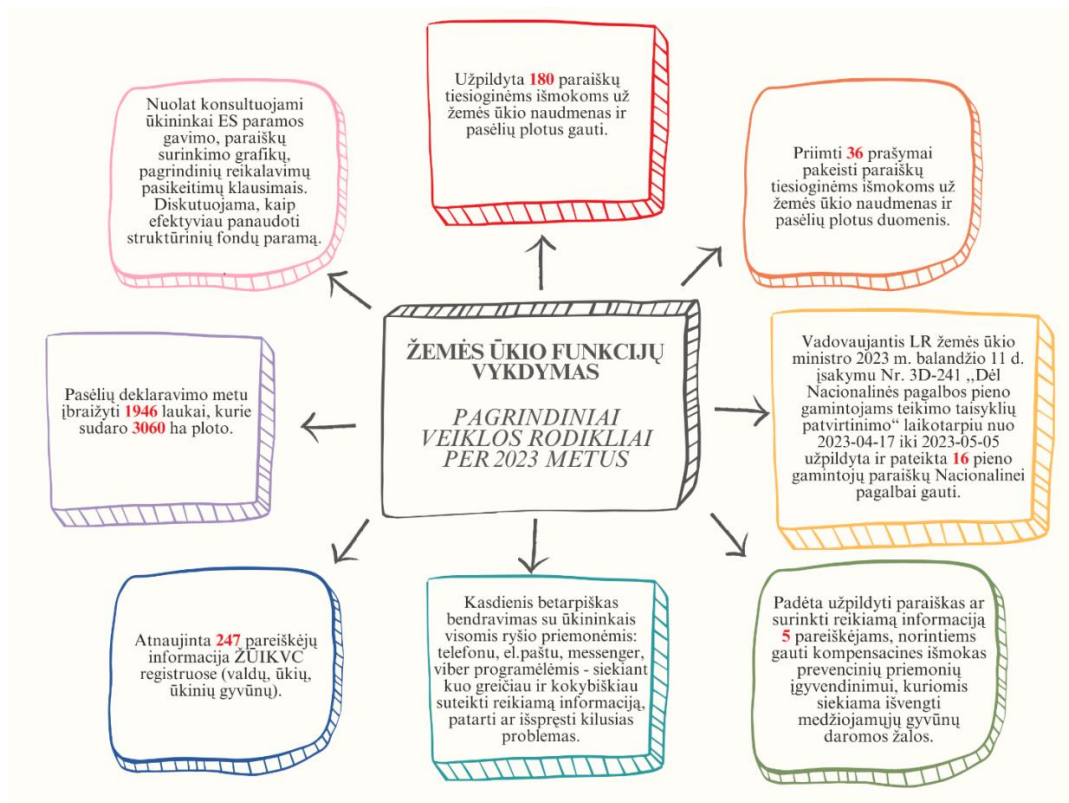 Užpildyta 180 paraiškų
tiesioginėms išmokoms už
žemės ūkio naudmenas ir
pasėlių plotus gauti.
Nuolat konsultuojami
ūkininkai ES paramos
gavimo, paraiškų
surinkimo grafikų,
pagrindinių reikalavimų
pasikeitimų klausimais.
Diskutuojama, kaip
efektyviau panaudoti
struktūrinių fondų paramą.
Priimti 36 prašymai
pakeisti paraiškų
tiesioginėms išmokoms už
žemės ūkio naudmenas ir
pasėlių plotus duomenis.
ŽEMĖS ŪKIO FUNKCIJŲ
VYKDYMAS
PAGRINDINIAI
VEIKLOS RODIKLIAI
PER 2023 METUS
Pasėlių deklaravimo metu
įbraižyti 1946 laukai, kurie
sudaro 3060 ha ploto.
Vadovaujantis LR žemės ūkio
ministro 2023 m. balandžio 11 d.
įsakymu Nr. 3D-241 ,,Dėl
Nacionalinės pagalbos pieno
gamintojams teikimo taisyklių
patvirtinimo“ laikotarpiu nuo
2023-04-17 iki 2023-05-05
užpildyta ir pateikta 16 pieno
gamintojų paraiškų Nacionalinei
pagalbai gauti.
Atnaujinta 247 pareiškėjų
informacija ŽŪIKVC
registruose (valdų, ūkių,
ūkinių gyvūnų).
Kasdienis betarpiškas
bendravimas su ūkininkais
visomis ryšio priemonėmis:
telefonu, el.paštu, messenger,
viber programėlėmis - siekiant
kuo greičiau ir kokybiškiau
suteikti reikiamą informaciją,
patarti ar išspręsti kilusias
problemas.
Padėta užpildyti paraiškas ar
surinkti reikiamą informaciją
5 pareiškėjams, norintiems
gauti kompensacines išmokas
prevencinių priemonių
įgyvendinimui, kuriomis
siekiama išvengti
medžiojamųjų gyvūnų
daromos žalos.